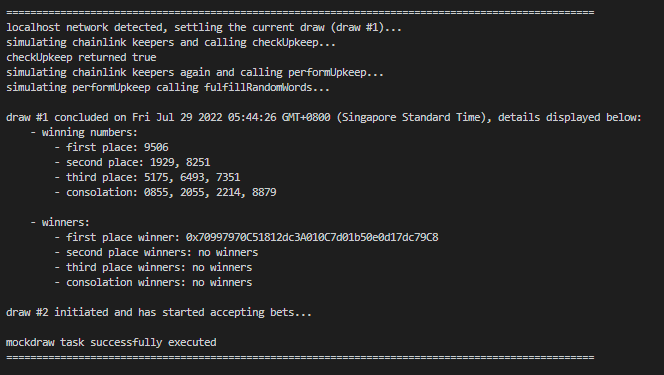 ==================================================================================================
localhost network detected, settling the current draw (draw #1)...
simulating chainlink keepers and calling checkUpkeep...
checkUpkeep returned true
simulating chainlink keepers again and calling performUpkeep...
simulating performUpkeep calling fulfillRandomWords...
draw #1 concluded on Fri Jul 29 2022 05:44:26 GMT+0800 (Singapore Standard Time), details displayed below:
- winning numbers:
- first place: 9506
- second place: 1929, 8251
- third place: 5175, 6493, 7351
- consolation: 0855, 2055, 2214, 8879
- winners:
- first place winner: 0x70997970C51812dc3A010C7d01b50e0d17dc79C8
- second place winners: no winners
- third place winners: no winners
- consolation winners: no winners
draw #2 initiated and has started accepting bets...
mockdraw task successfully executed
==================================================================================================